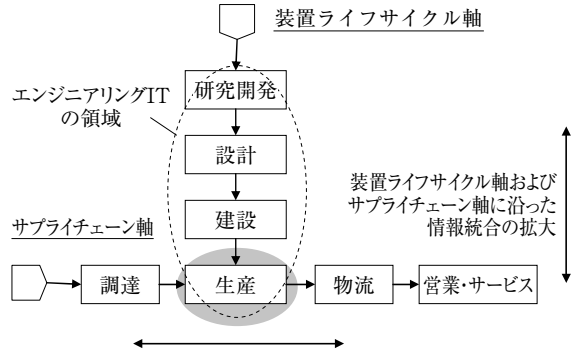 装置ライフサイクル軸
研究開発
エンジニアリングIT
の領域
設計
建設
装置ライフサイクル軸および
サプライチェーン軸に沿った
情報統合の拡大
サプライチェーン軸
調達
生産
物流
営業・サービス